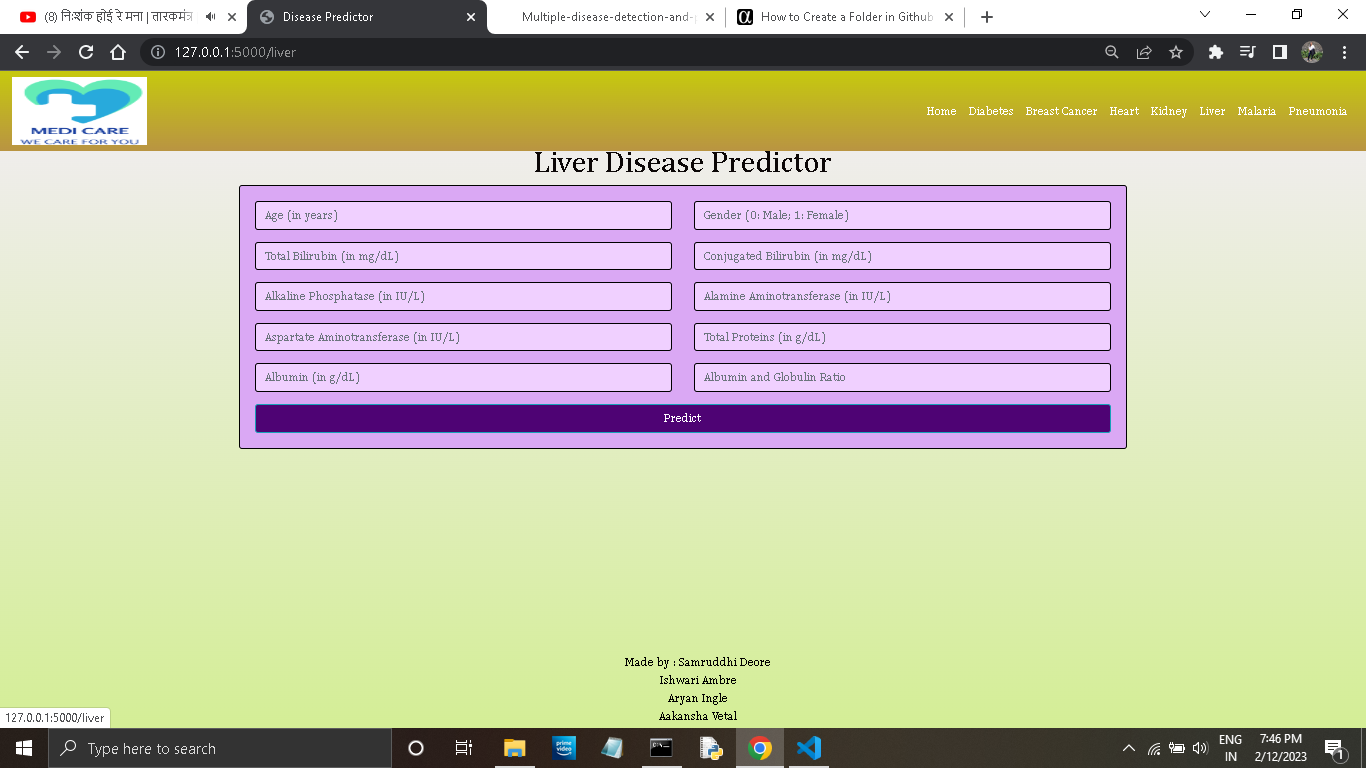 (8) निःशंक होई रे मना | तारकमंत्र
Disease Predictor
Multiple-disease-detection-and-
How to Create a Folder in Github
127.0.0.1:5000/liver
MEDI CARE
WE CARE FOR YOU
Home Diabetes Breast Cancer Heart Kidney Liver Malaria Pneumonia
Liver Disease Predictor
Age (in years) Gender (0: Male; 1: Female)
Total Bilirubin (in mg/dL) Conjugated Bilirubin (in mg/dL)
Alkaline Phosphatase (in IU/L) Alamine Aminotransferase (in IU/L)
Aspartate Aminotransferase (in IU/L) Total Proteins (in g/dL)
Albumin (in g/dL) Albumin and Globulin Ratio
Predict
Made by : Samruddhi Deore
Ishwari Ambre
Aryan Ingle
Aakansha Vetal
127.0.0.1:5000/liver
Type here to search
prime video
ENG
IN
7:46 PM
2/12/2023
1